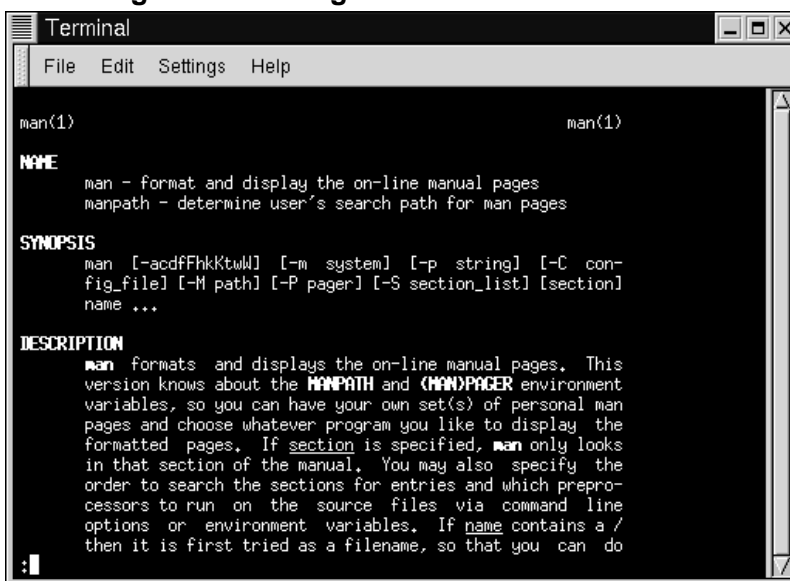 Terminal
File Edit Settings Help
man(1) man(1)
NAME
man - format and display the on-line manual pages
manpath - determine user's search path for man pages
SYNOPSIS
man [-acdfFhkKtwW] [-m system] [-p string] [-C con-
fig_file] [-M path] [-P pager] [-S section_list] [section]
name ...
DESCRIPTION
man formats and displays the on-line manual pages. This
version knows about the MANPATH and (MAN)PAGER environment
variables, so you can have your own set(s) of personal man
pages and choose whatever program you like to display the
formatted pages. If section is specified, man only looks
in that section of the manual. You may also specify the
order to search the sections for entries and which prepro-
cessors to run on the source files via command line
options or environment variables. If name contains a /
then it is first tried as a filename, so that you can do
: